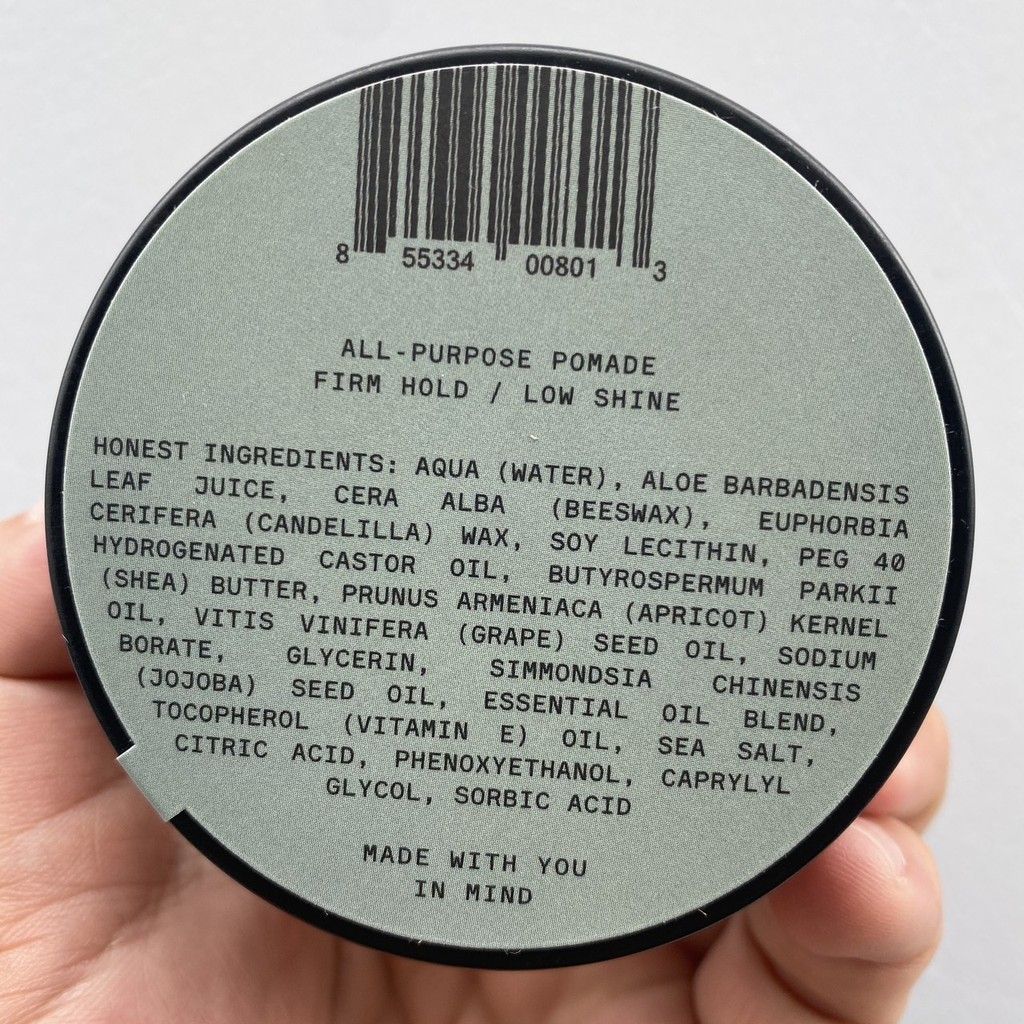 8 55334 00801 3
ALL-PURPOSE POMADE
FIRM HOLD / LOW SHINE
HONEST INGREDIENTS: AQUA (WATER), ALOE BARBADENSIS
LEAF JUICE, CERA ALBA (BEESWAX), EUPHORBIA
CERIFERA (CANDELILLA) WAX, SOY LECITHIN, PEG 40
HYDROGENATED CASTOR OIL, BUTYROSPERMUM PARKII
(SHEA) BUTTER, PRUNUS ARMENIACA (APRICOT) KERNEL
OIL, VITIS VINIFERA (GRAPE) SEED OIL, SODIUM
BORATE, GLYCERIN, SIMMONDSIA CHINENSIS
(JOJOBA) SEED OIL, ESSENTIAL OIL BLEND,
TOCOPHEROL (VITAMIN E) OIL, SEA SALT,
CITRIC ACID, PHENOXYETHANOL, CAPRYLYL
GLYCOL, SORBIC ACID
MADE WITH YOU
IN MIND